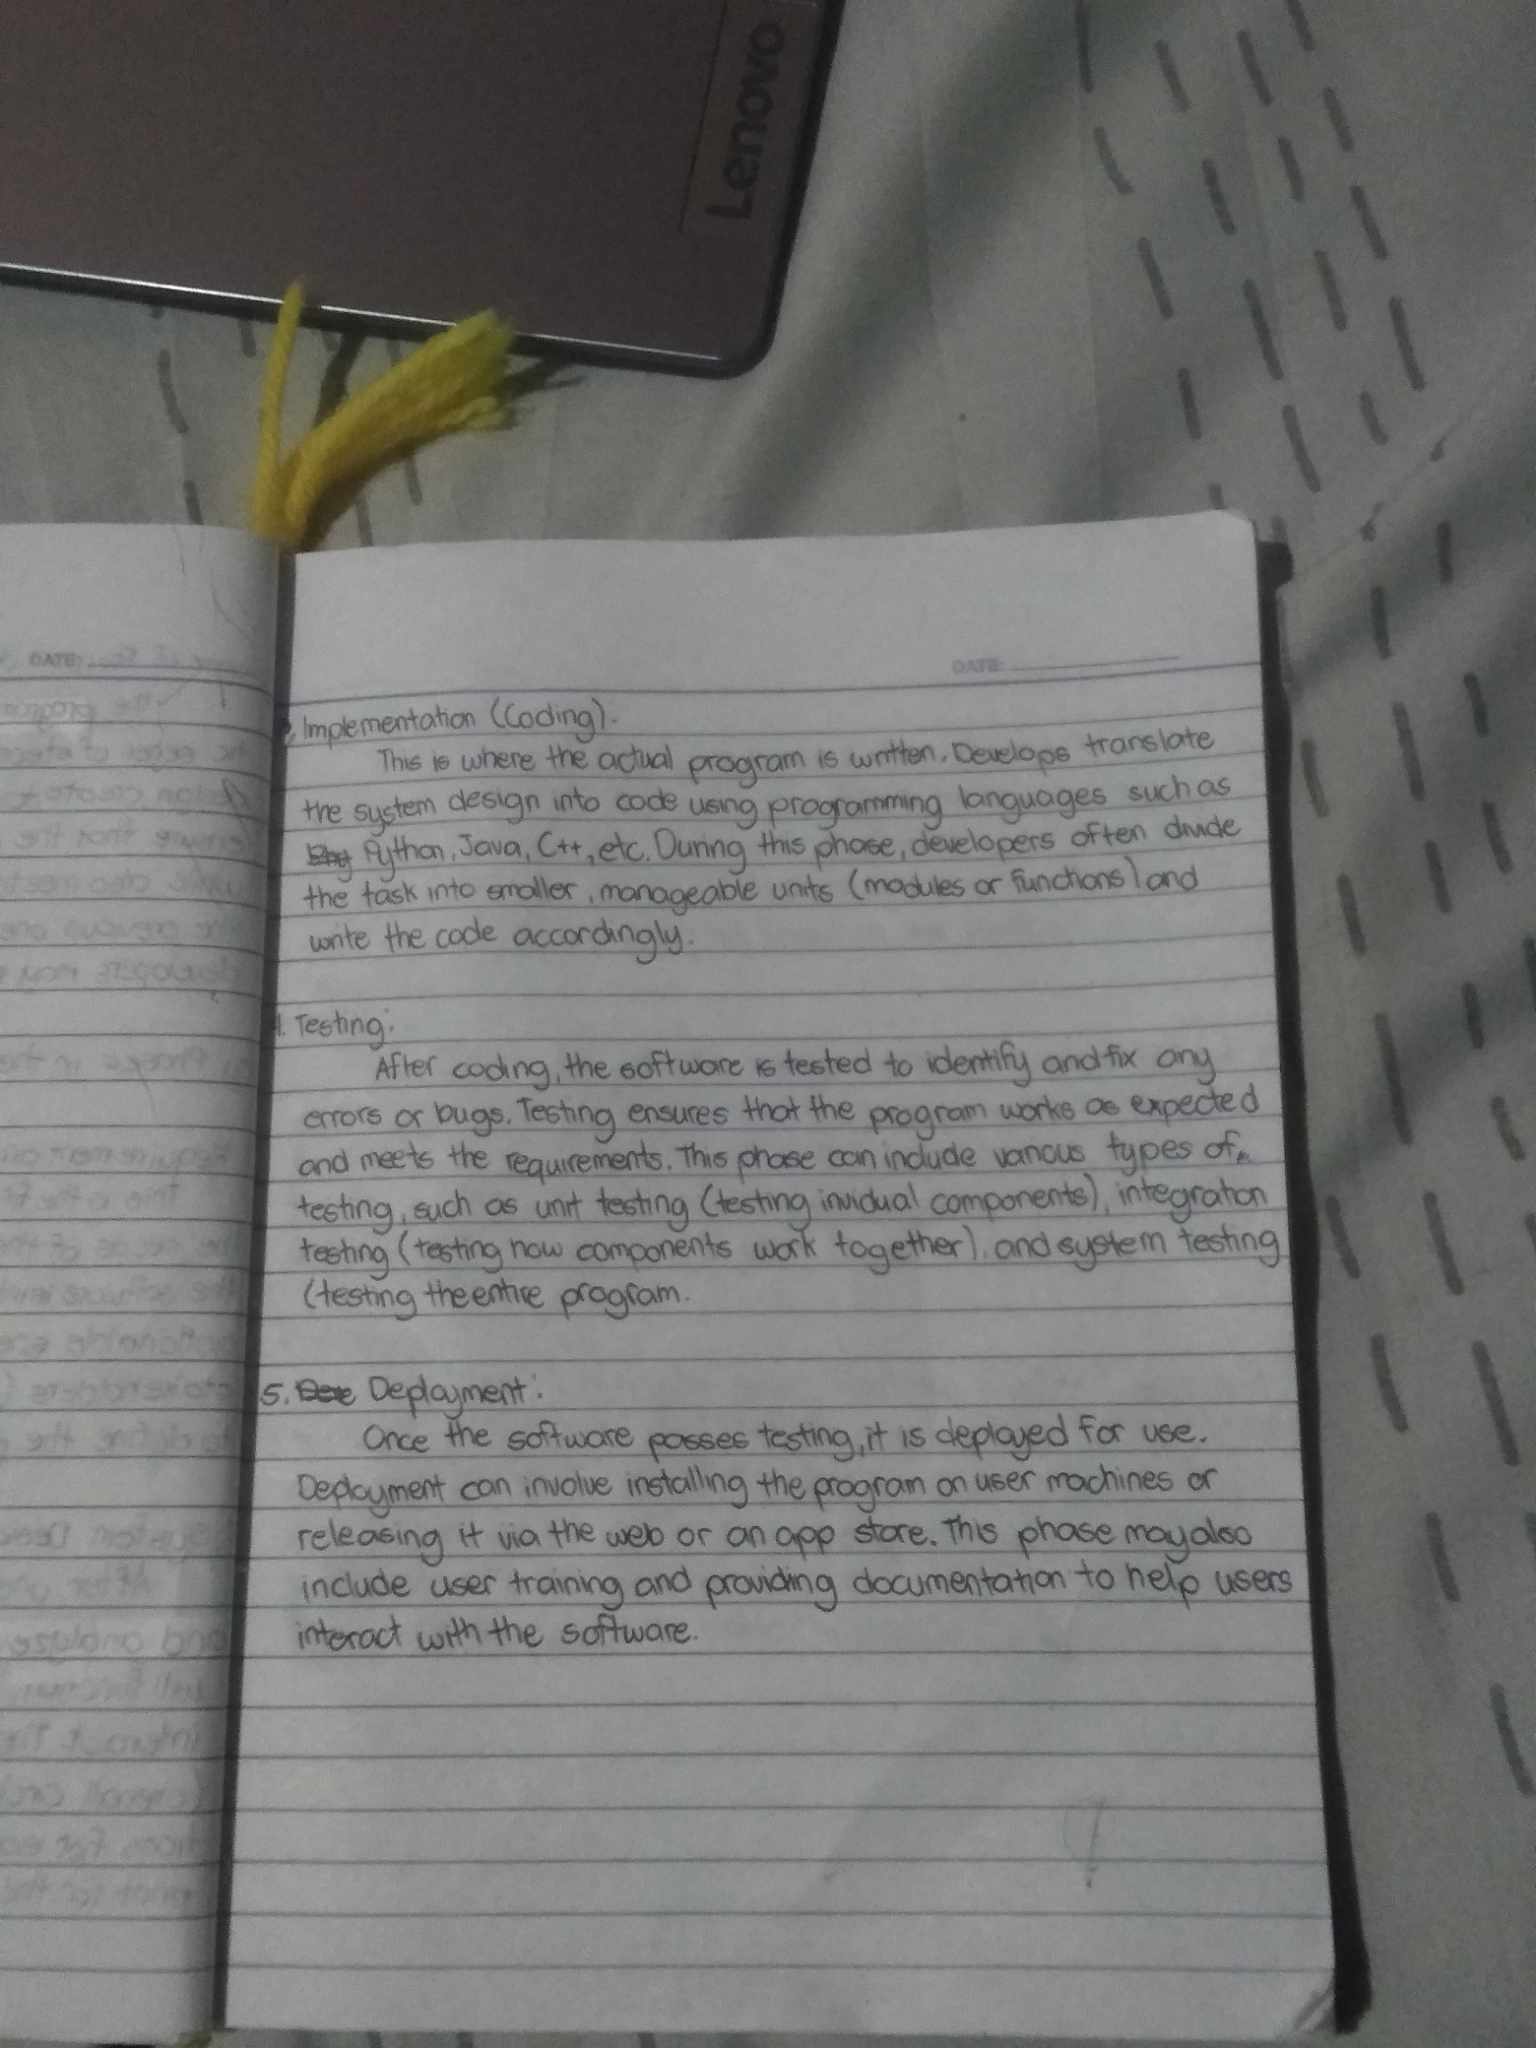 Lenovo
DATE:
DATE:
Implementation (Coding).
This is where the actual program is written. Develops translate
the system design into code using programming languages such as
Python, Java, C++, etc. During this phase, developers often divide
the task into smaller, manageable units (modules or functions) and
write the code accordingly.
4. Testing:
After coding, the software is tested to identify and fix any
errors or bugs. Testing ensures that the program works as expected
and meets the requirements. This phase can include various types of
testing, such as unit testing (testing invidual components), integration
testing (testing how components work together), and system testing
(testing the entire program.
5. Deployment:
Once the software passes testing, it is deployed for use.
Deployment can involve installing the program on user machines or
releasing it via the web or an app store. This phase may also
include user training and providing documentation to help users
interact with the software.